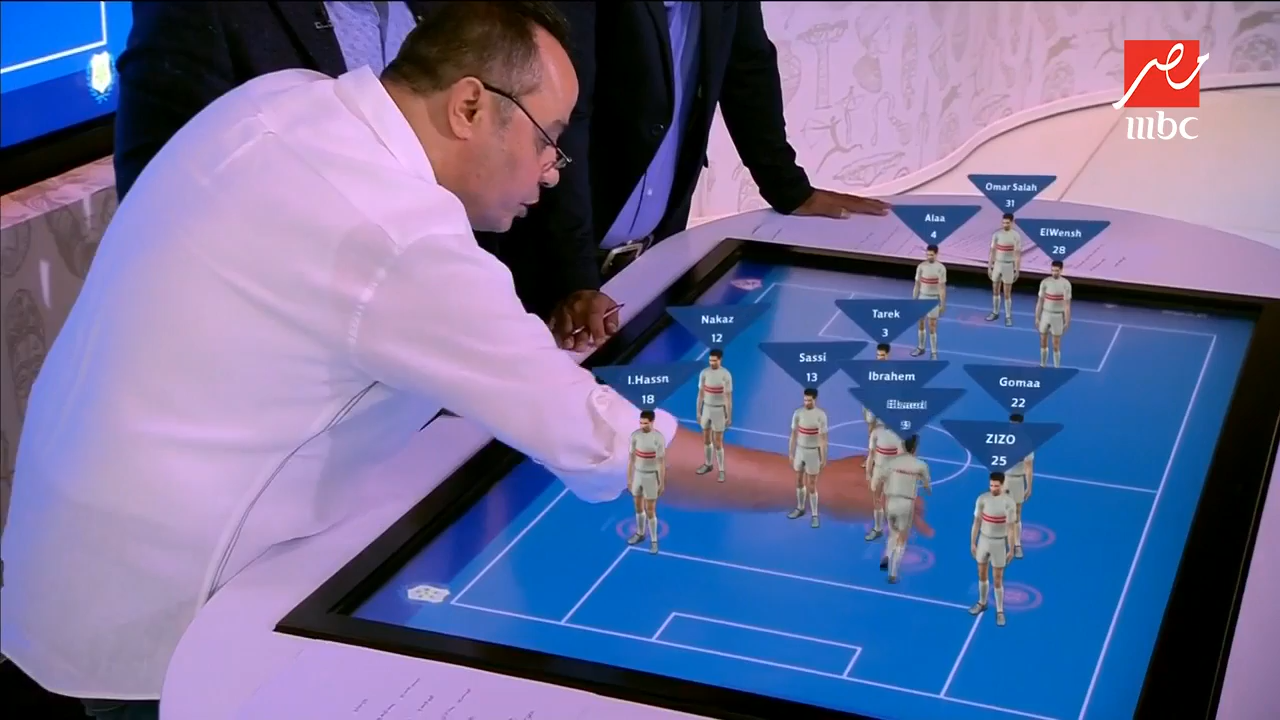 مصر
mbc
Omar Salah
31
Alaa
4
ElWensh
28
Nakaz
12
Tarek
3
Sassi
13
Ibrahem
I.Hassn
18
Gomaa
22
9
ZIZO
25